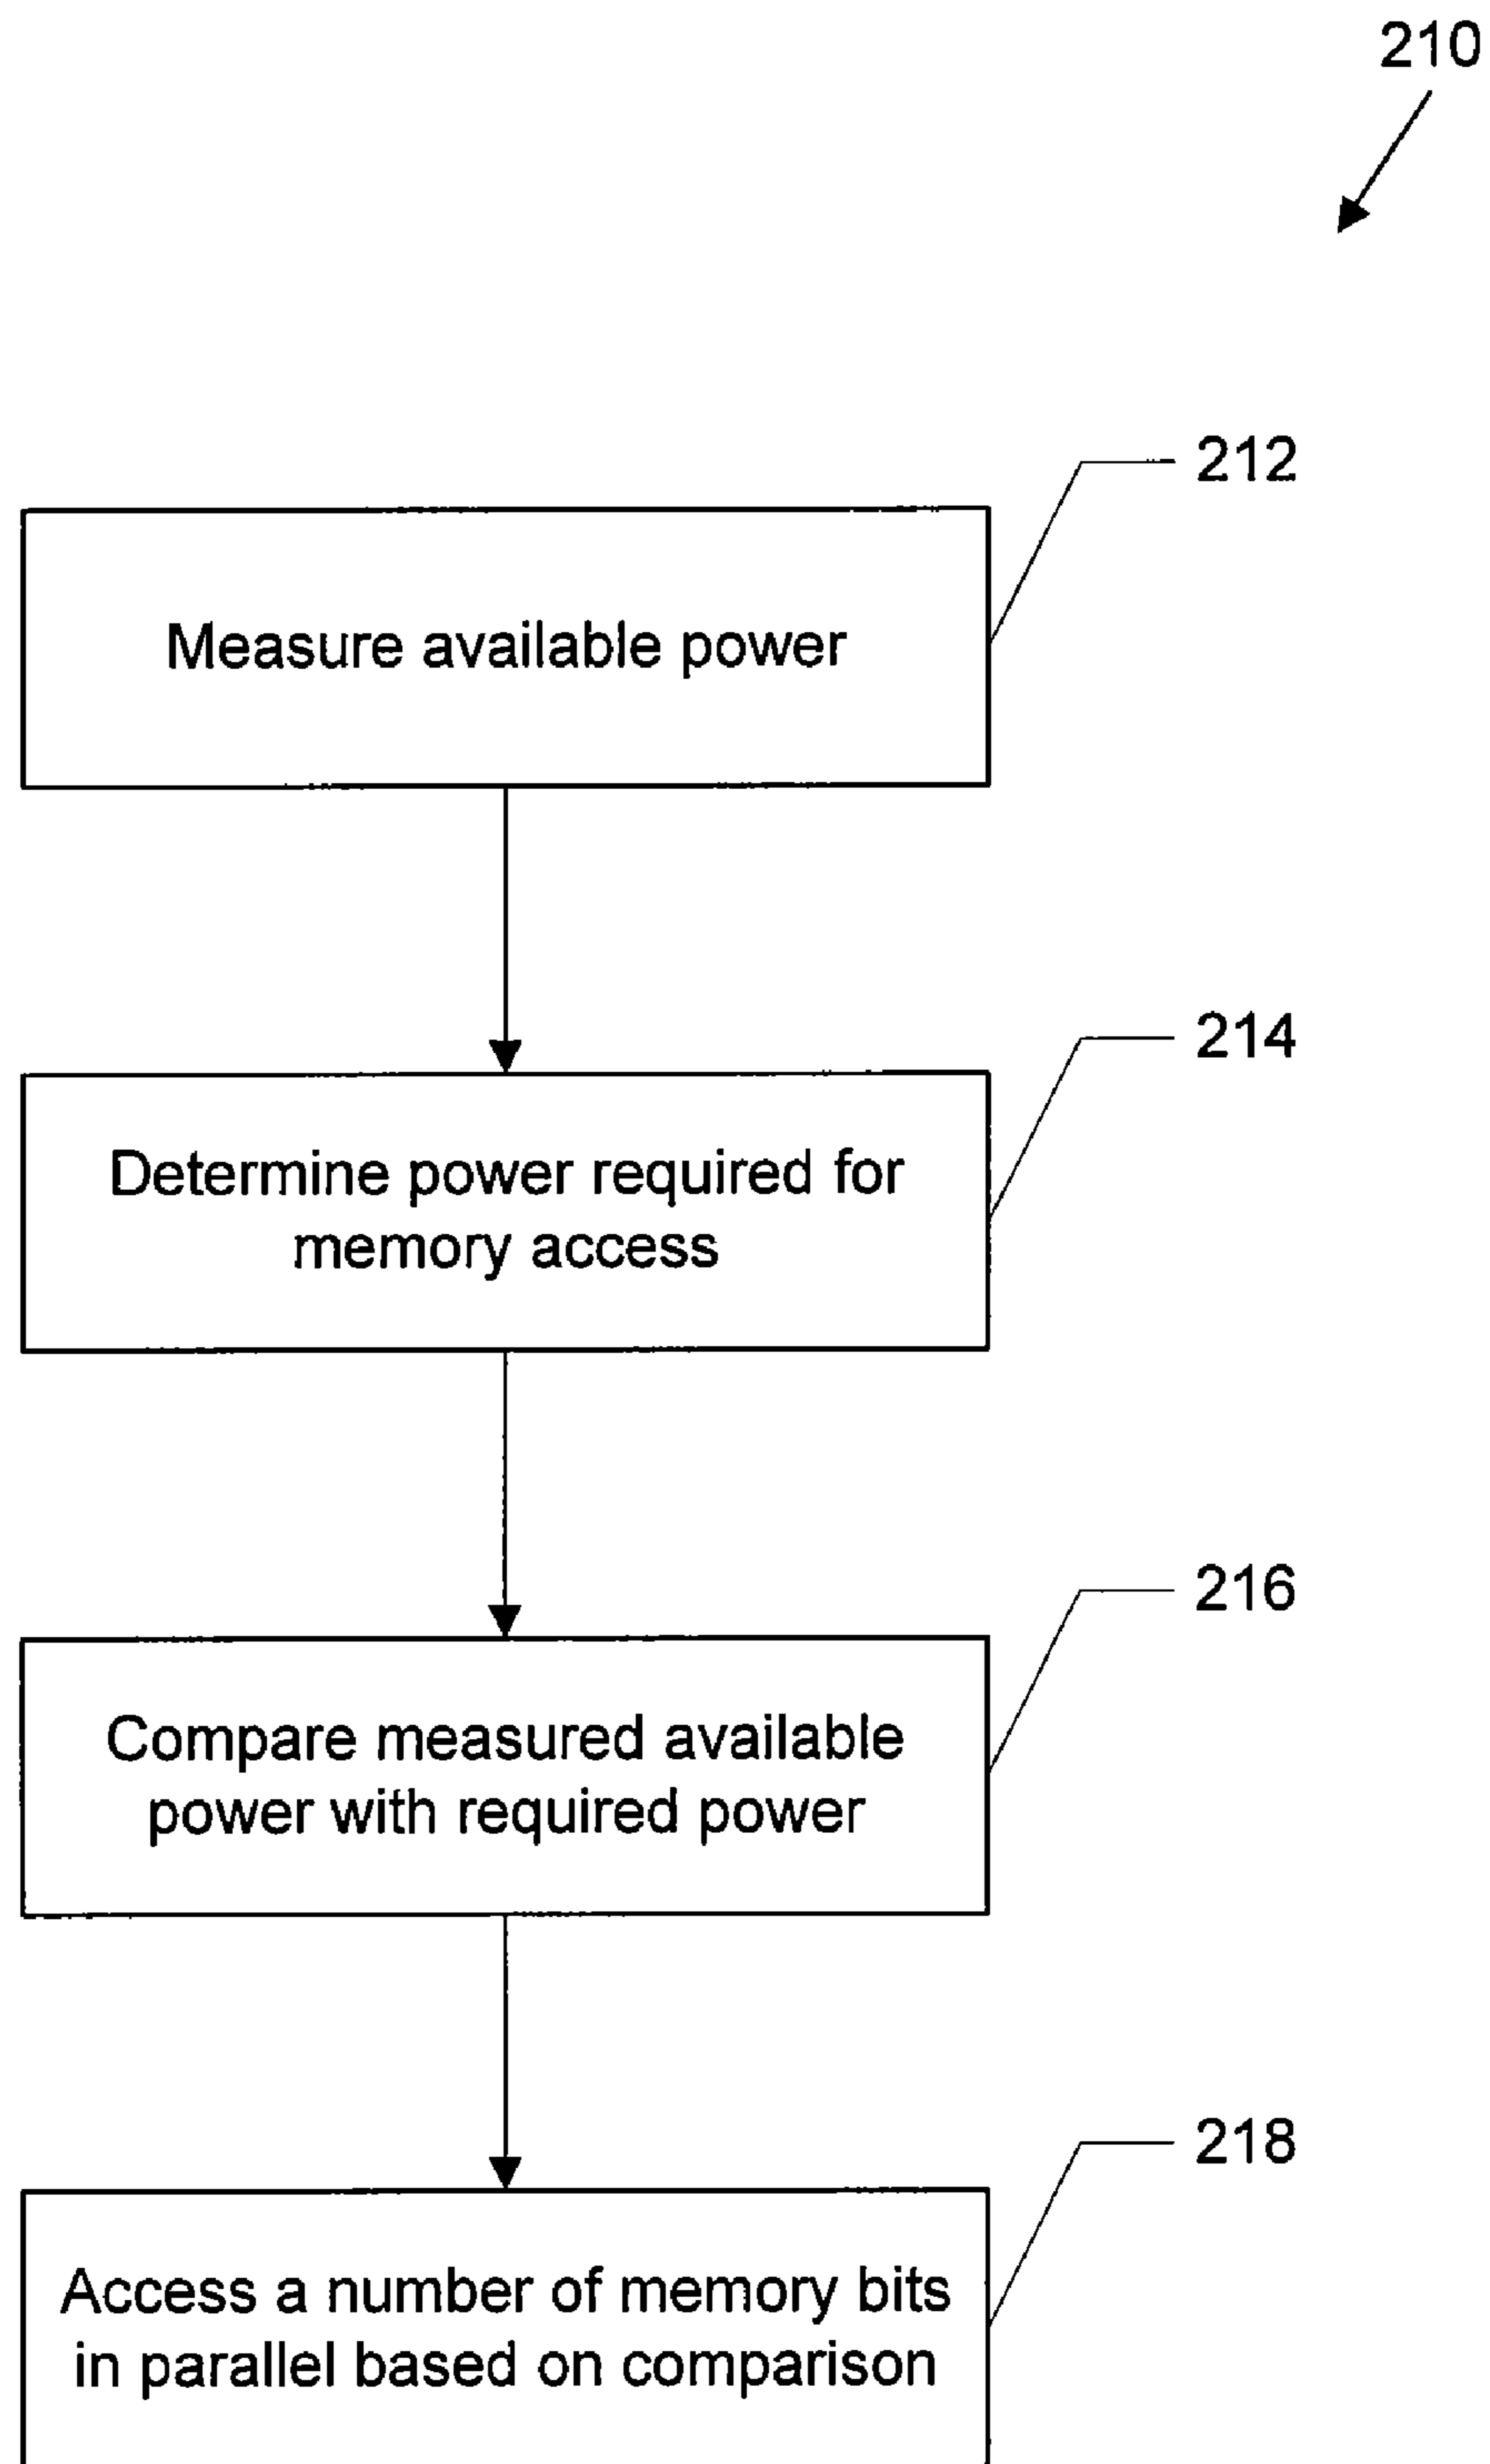 210
212
Measure available power
214
Determine power required for
memory access
216
Compare measured available
power with required power
218
Access a number of memory bits
in parallel based on comparison